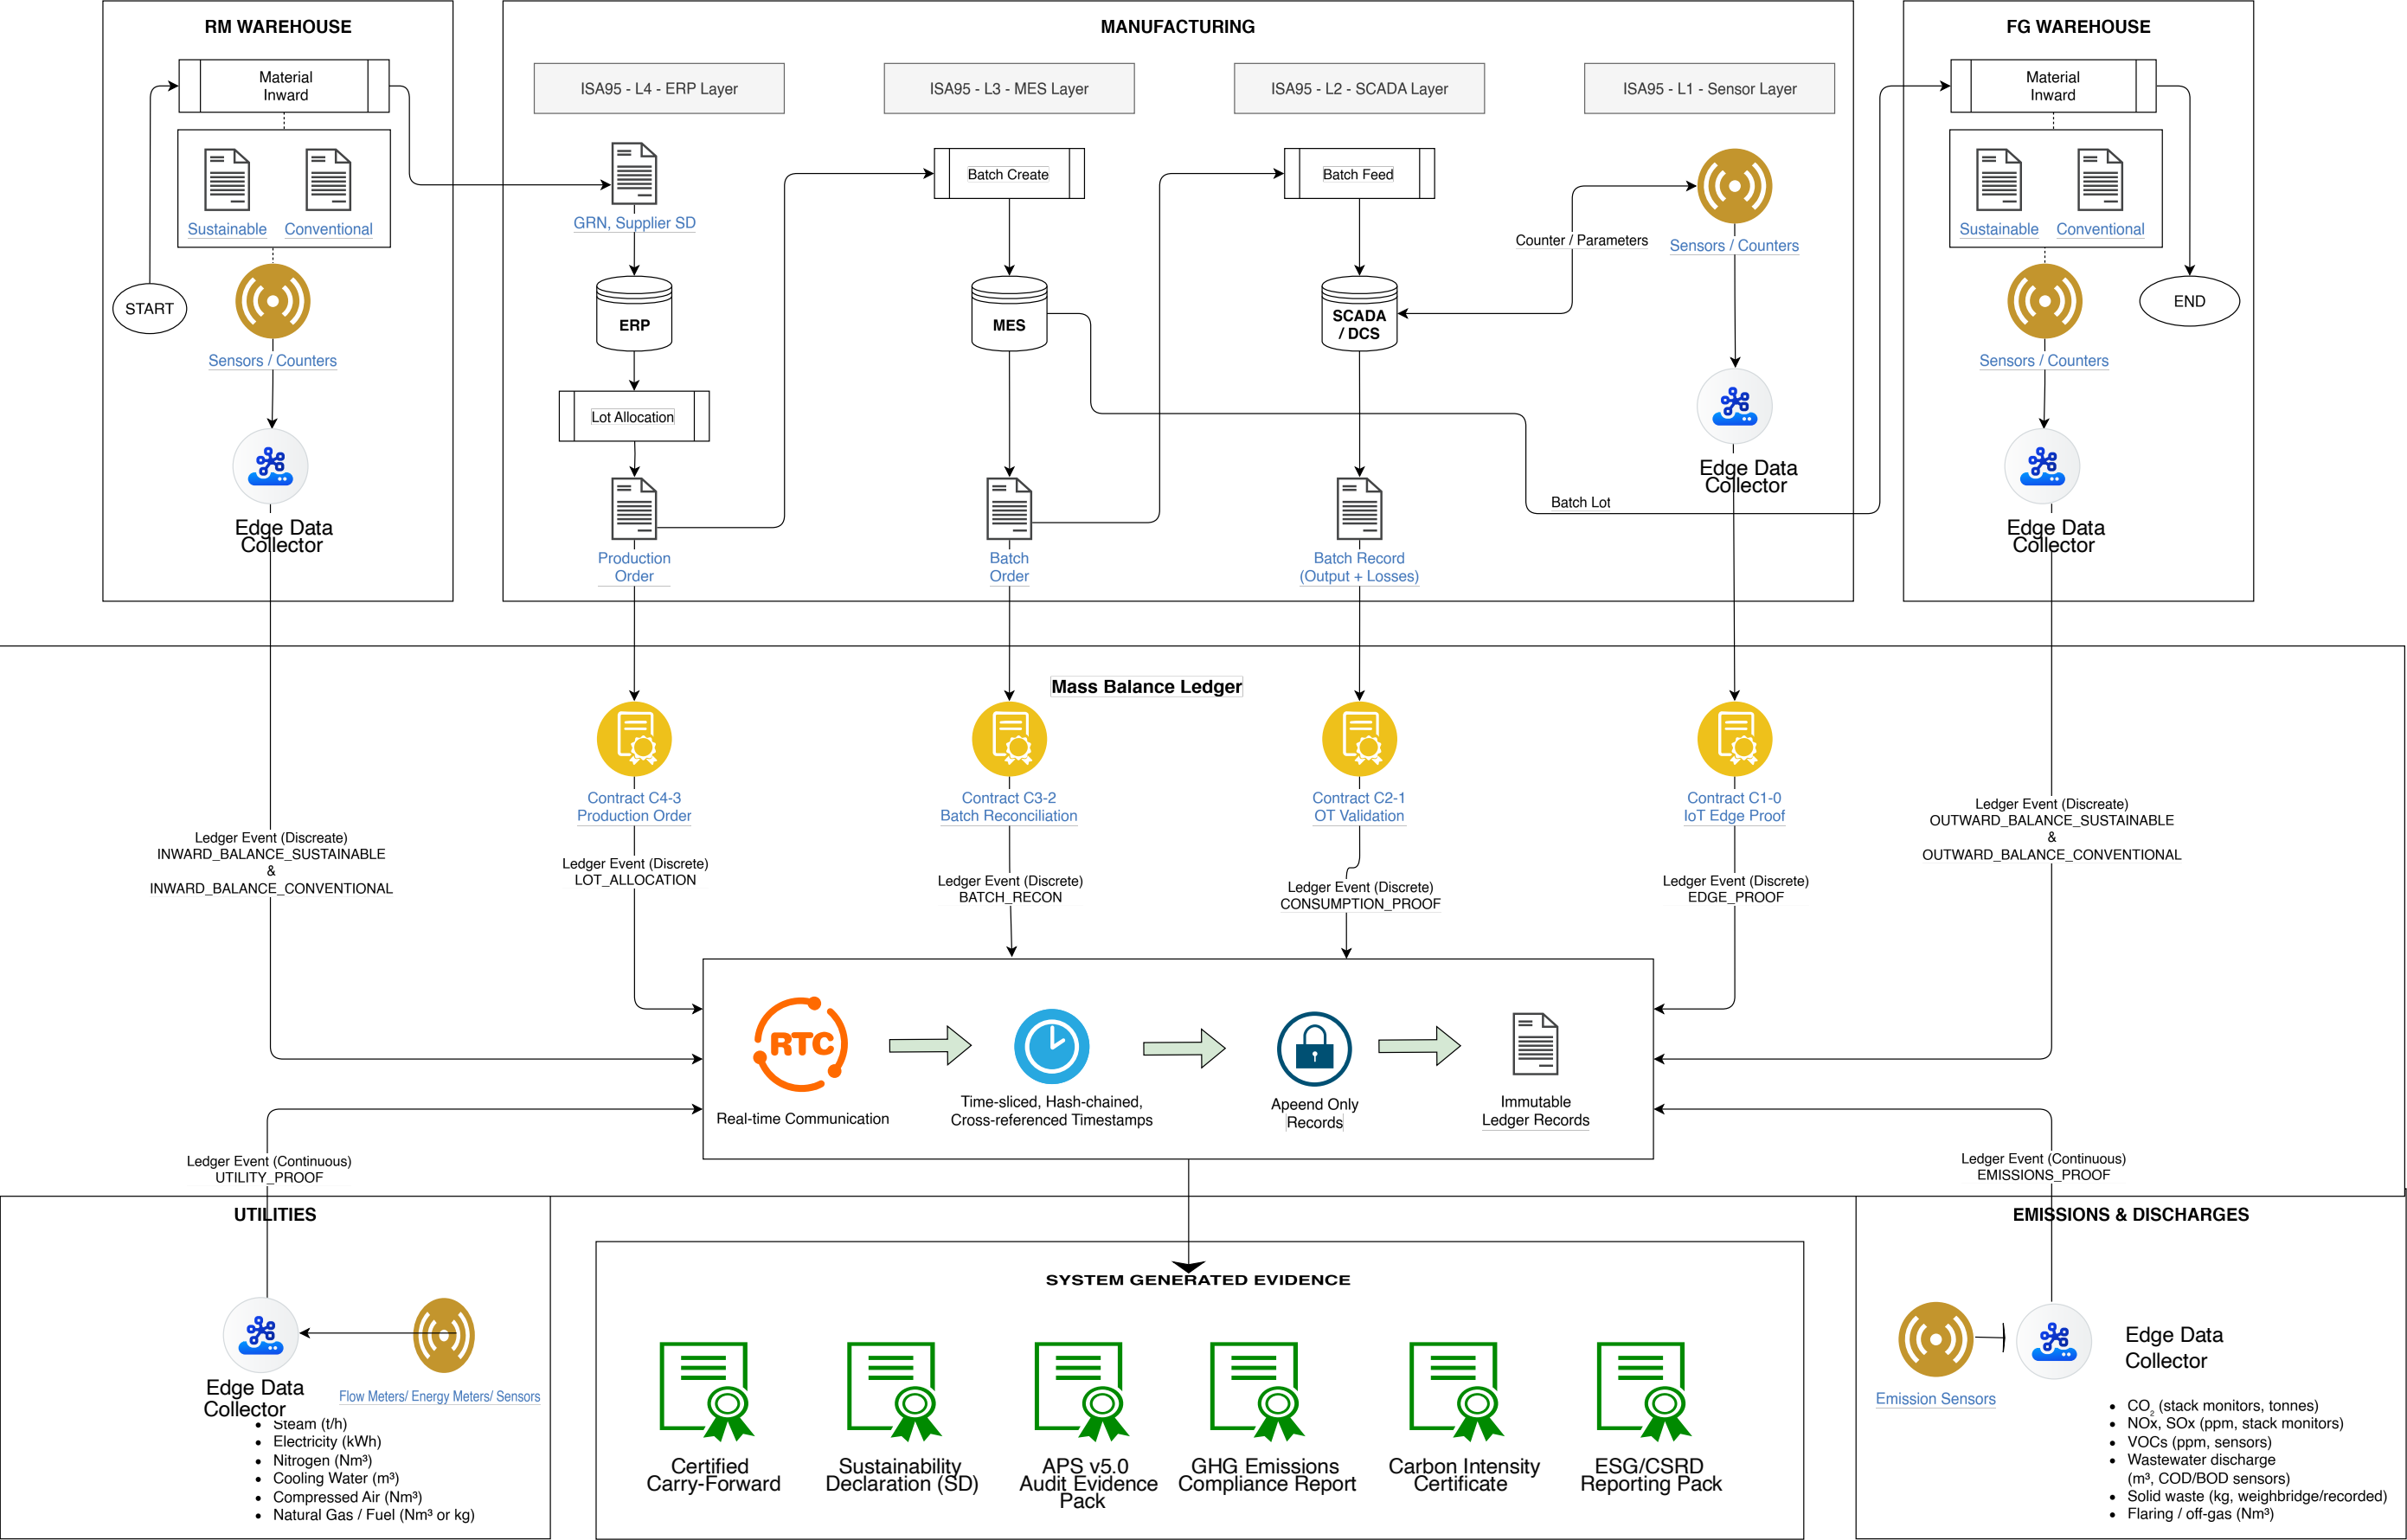 RM WAREHOUSE
Material
Inward
Sustainable
Conventional
START
Sensors / Counters
Edge Data
Collector
MANUFACTURING
ISA95 - L4 - ERP Layer
ISA95 - L3 - MES Layer
ISA95 - L2 - SCADA Layer
ISA95 - L1 - Sensor Layer
GRN, Supplier SD
ERP
Lot Allocation
Production
Order
Batch Create
MES
Batch
Order
Batch Feed
SCADA
/ DCS
Batch Record
(Output + Losses)
Counter / Parameters
Sensors / Counters
Edge Data
Collector
Batch Lot
FG WAREHOUSE
Material
Inward
Sustainable
Conventional
Sensors / Counters
END
Edge Data
Collector
Mass Balance Ledger
Contract C4-3
Production Order
Contract C3-2
Batch Reconciliation
Contract C2-1
OT Validation
Contract C1-0
IoT Edge Proof
Ledger Event (Discreate)
INWARD_BALANCE_SUSTAINABLE
&
INWARD_BALANCE_CONVENTIONAL
Ledger Event (Discrete)
LOT_ALLOCATION
Ledger Event (Discrete)
BATCH_RECON
Ledger Event (Discrete)
CONSUMPTION_PROOF
Ledger Event (Discrete)
EDGE_PROOF
Ledger Event (Discrete)
OUTWARD_BALANCE_SUSTAINABLE
&
OUTWARD_BALANCE_CONVENTIONAL
RTC
Real-time Communication
Time-sliced, Hash-chained,
Cross-referenced Timestamps
Apeend Only
Records
Immutable
Ledger Records
Ledger Event (Continuous)
UTILITY_PROOF
Ledger Event (Continuous)
EMISSIONS_PROOF
UTILITIES
Edge Data
Collector
Flow Meters/ Energy Meters/ Sensors
• Steam (t/h)
• Electricity (kWh)
• Nitrogen (Nm³)
• Cooling Water (m³)
• Compressed Air (Nm³)
• Natural Gas / Fuel (Nm³ or kg)
SYSTEM GENERATED EVIDENCE
Certified
Carry-Forward
Sustainability
Declaration (SD)
APS v5.0
Audit Evidence
Pack
GHG Emissions
Compliance Report
Carbon Intensity
Certificate
ESG/CSRD
Reporting Pack
EMISSIONS & DISCHARGES
Emission Sensors
Edge Data
Collector
• CO₂ (stack monitors, tonnes)
• NOx, SOx (ppm, stack monitors)
• VOCs (ppm, sensors)
• Wastewater discharge
(m³, COD/BOD sensors)
• Solid waste (kg, weighbridge/recorded)
• Flaring / off-gas (Nm³)